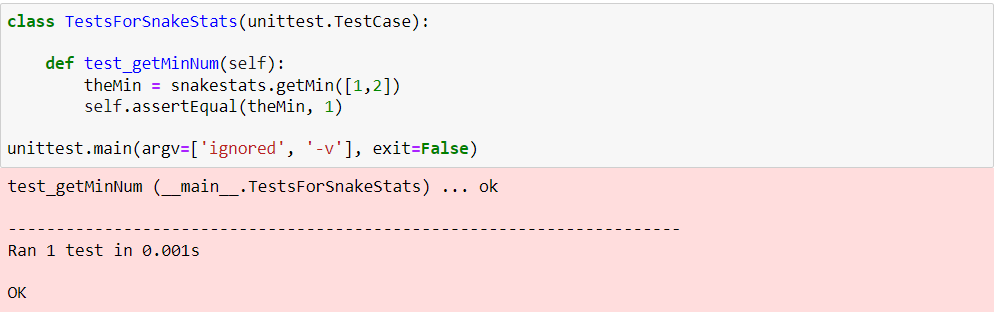 class TestsForSnakeStats(unittest.TestCase):
    def test_getMinNum(self):
        theMin = snakestats.getMin([1,2])
        self.assertEqual(theMin, 1)
unittest.main(argv=['ignored', '-v'], exit=False)
test_getMinNum (__main__.TestsForSnakeStats) ... ok
----------------------------------------------------------------------
Ran 1 test in 0.001s
OK